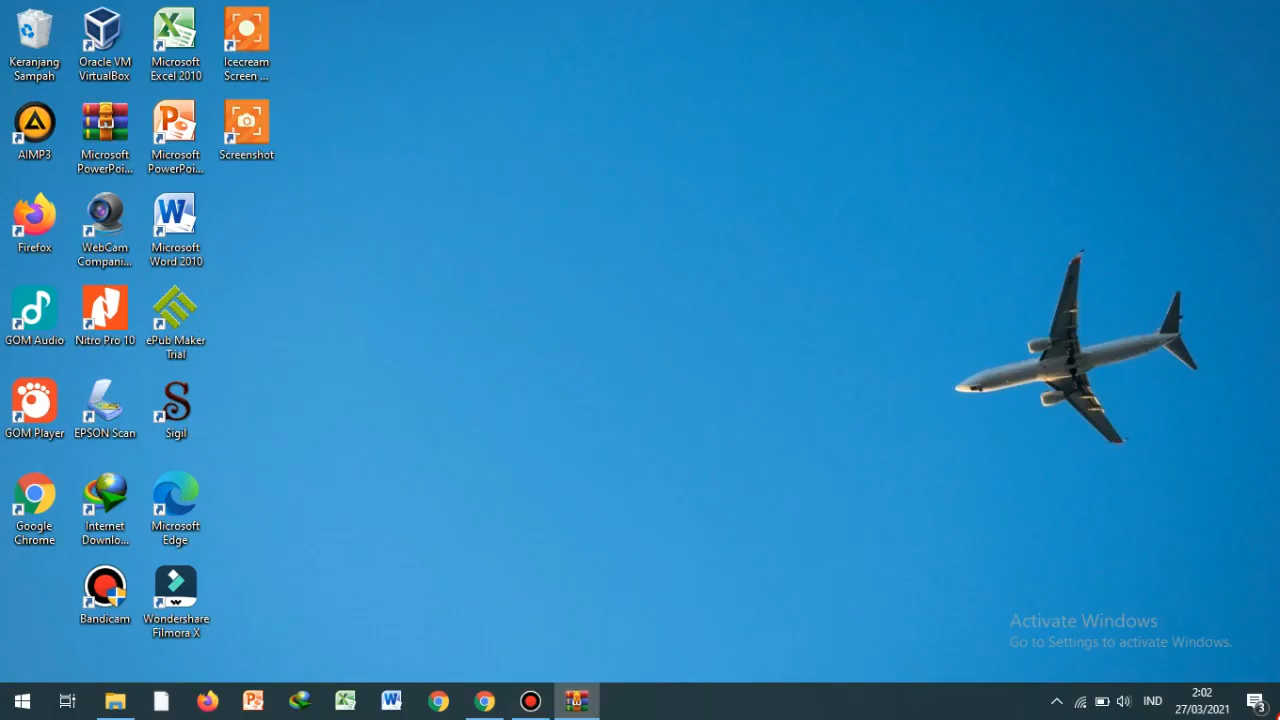 Keranjang
Sampah
Oracle VM
VirtualBox
Microsoft
Excel 2010
Icecream
Screen ...
AIMP3
Microsoft
PowerPoi...
Microsoft
PowerPoi...
Screenshot
Firefox
WebCam
Compani...
Microsoft
Word 2010
GOM Audio
Nitro Pro 10
ePub Maker
Trial
GOM Player
EPSON Scan
Sigil
Google
Chrome
Internet
Downlo...
Microsoft
Edge
Bandicam
Wondershare
Filmora X
Activate Windows
Go to Settings to activate Windows.
IND
2:02
27/03/2021
3